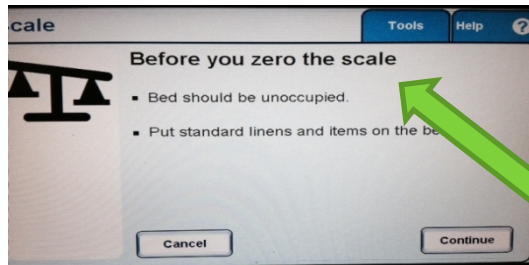 cale
Tools Help ?
Before you zero the scale
▪ Bed should be unoccupied.
▪ Put standard linens and items on the
Cancel
Continue